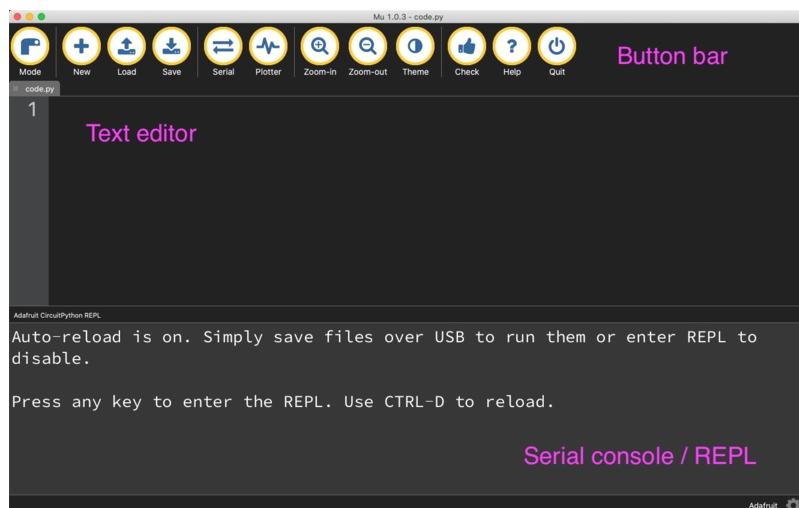 Mu 1.0.3 - code.py
Mode New Load Save Serial Plotter Zoom-in Zoom-out Theme Check Help Quit
Button bar
code.py
1
Text editor
Adafruit CircuitPython REPL
Auto-reload is on. Simply save files over USB to run them or enter REPL to
disable.
Press any key to enter the REPL. Use CTRL-D to reload.
Serial console / REPL
Adafruit